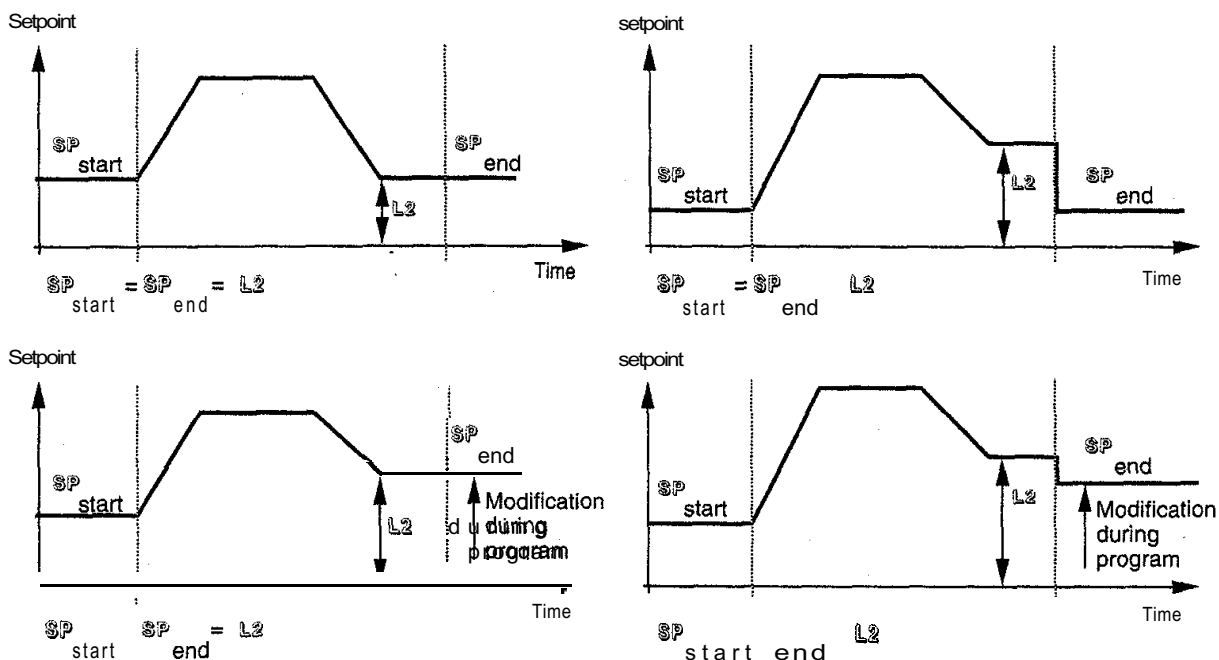 Setpoint
SP start
SP end
L2
Time
SP start = SP end = L2
setpoint
SP start
SP end
L2
Time
SP start = SP end L2
Setpoint
SP start
SP end
L2
Modification
during
program
Time
SP start SP end = L2
setpoint
SP start
SP end
L2
Modification
during
program
Time
SP start end L2